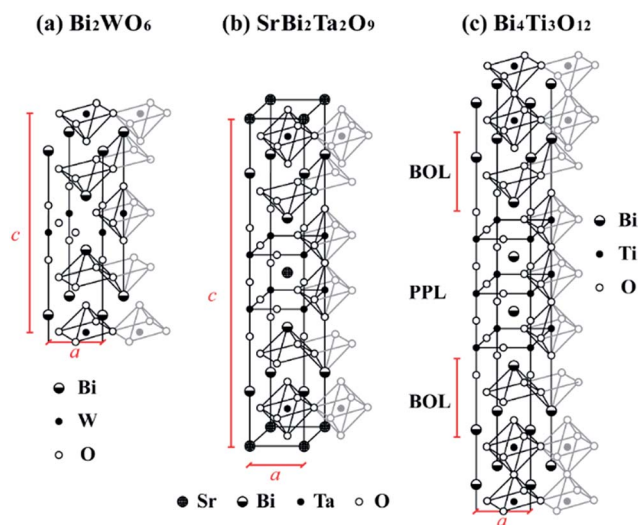 (a) Bi₂WO₆
(b) SrBi₂Ta₂O₉
(c) Bi₄Ti₃O₁₂
c
a
Bi
W
O
c
a
Sr Bi Ta O
BOL
PPL
BOL
a
Bi
Ti
O